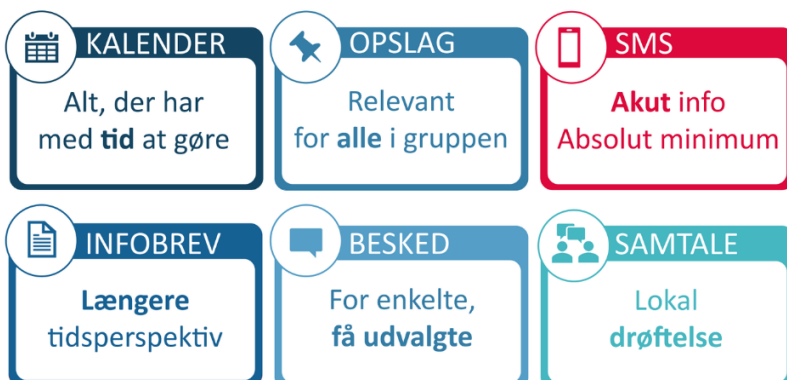 KALENDER
Alt, der har
med tid at gøre
OPSLAG
Relevant
for alle i gruppen
SMS
Akut info
Absolut minimum
INFOBREV
Længere
tidsperspektiv
BESKED
For enkelte,
få udvalgte
SAMTALE
Lokal
drøftelse